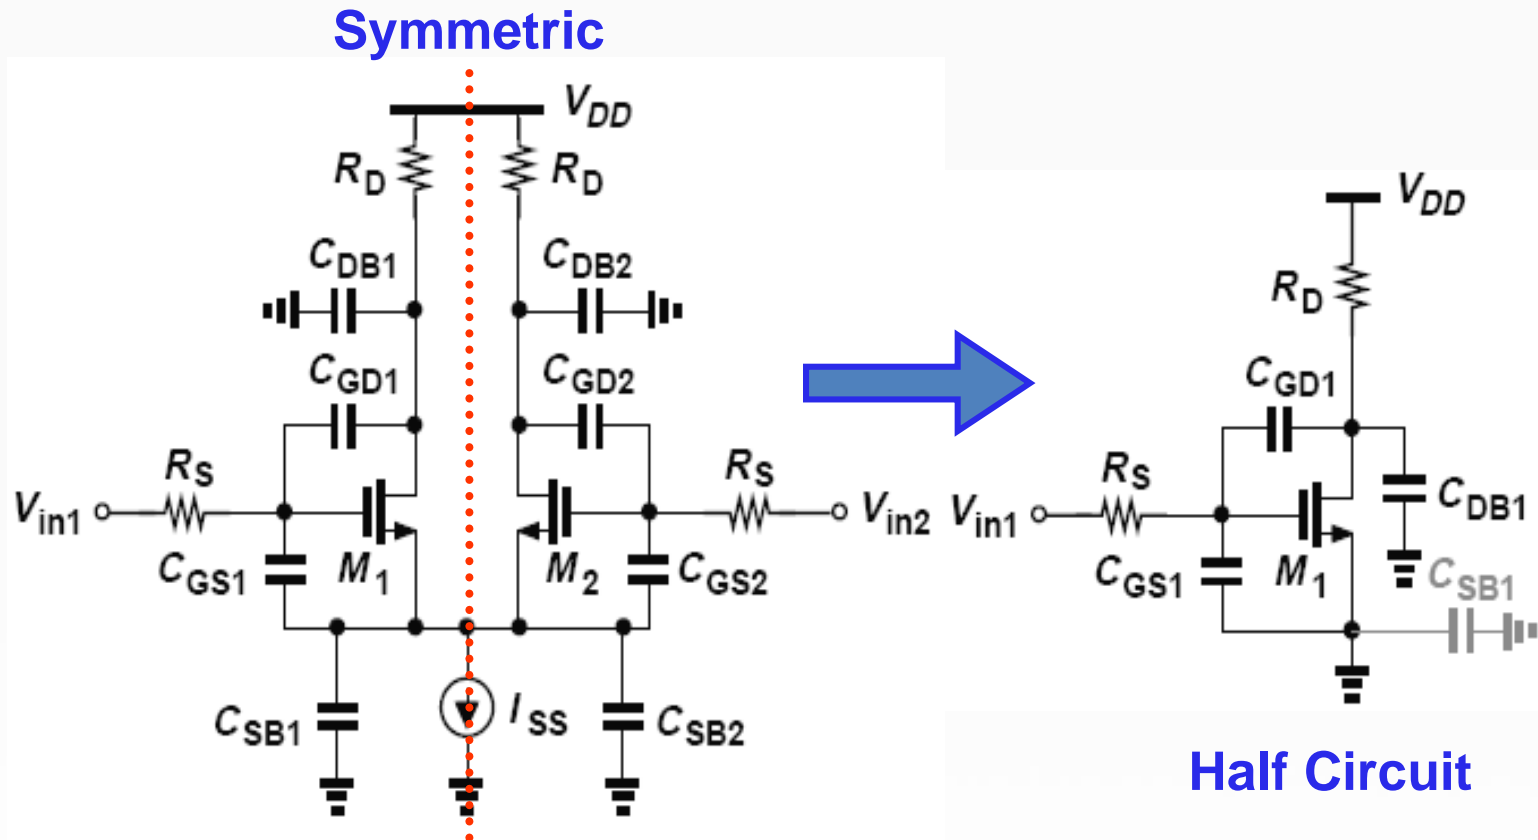 Symmetric
VDD
RD
RD
CDB1
CDB2
CGD1
CGD2
RS
RS
Vin1
Vin2
CGS1
M1
M2
CGS2
CSB1
ISS
CSB2
VDD
RD
CGD1
RS
Vin1
CDB1
CGS1
M1
CSB1
Half Circuit